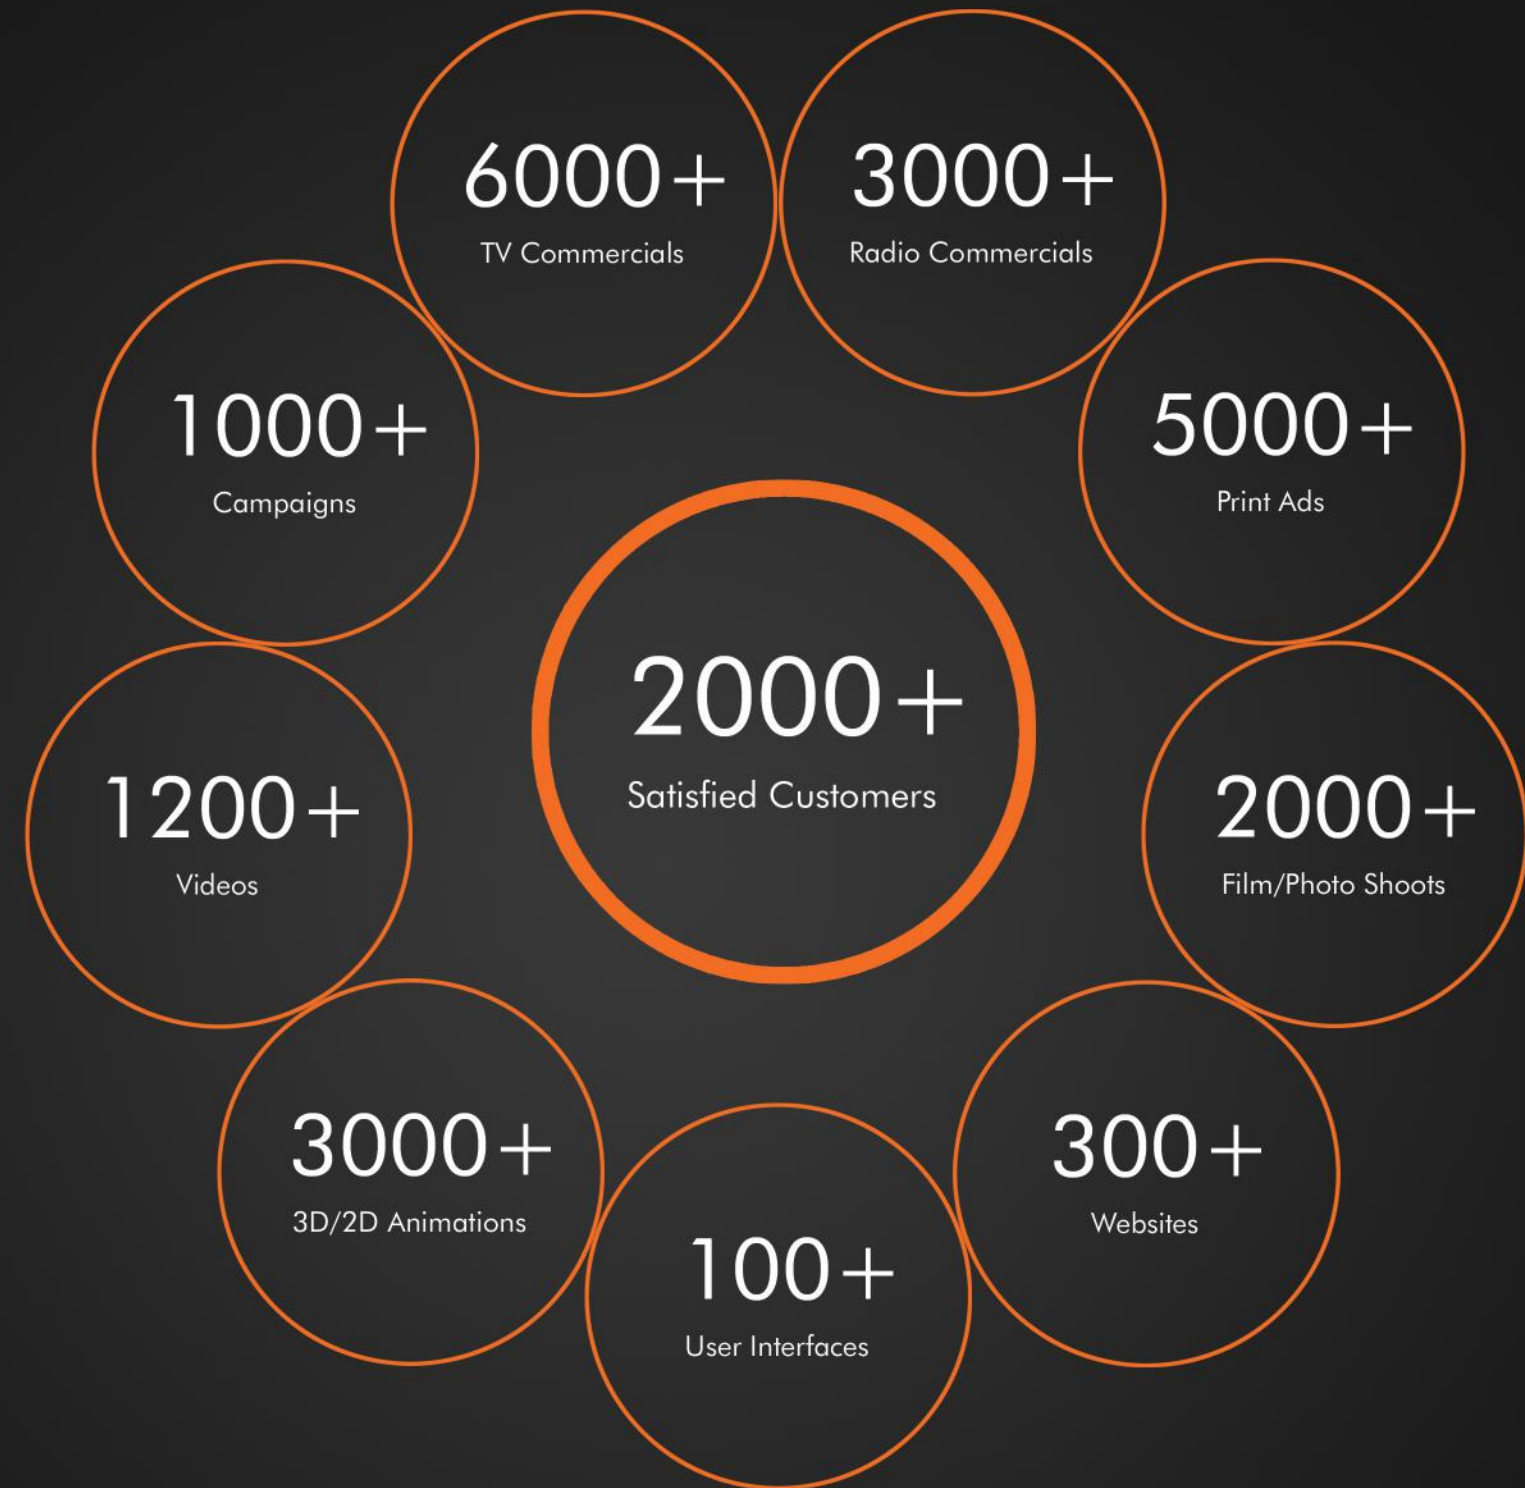 6000+
TV Commercials
3000+
Radio Commercials
1000+
Campaigns
5000+
Print Ads
2000+
Satisfied Customers
1200+
Videos
2000+
Film/Photo Shoots
3000+
3D/2D Animations
300+
Websites
100+
User Interfaces